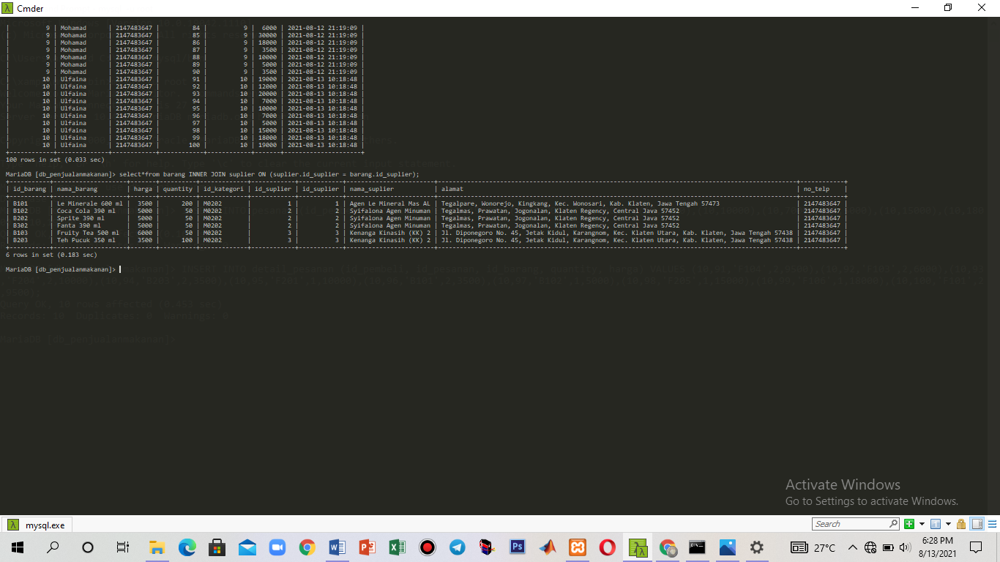 Cmder
| 9 | Mohamad | 2147483647 | 84 | 9 | 6000 | 2021-08-12 21:19:09 |
| 9 | Mohamad | 2147483647 | 85 | 9 | 30000 | 2021-08-12 21:19:09 |
| 9 | Mohamad | 2147483647 | 86 | 9 | 18000 | 2021-08-12 21:19:09 |
| 9 | Mohamad | 2147483647 | 87 | 9 | 3500 | 2021-08-12 21:19:09 |
| 9 | Mohamad | 2147483647 | 88 | 9 | 10000 | 2021-08-12 21:19:09 |
| 9 | Mohamad | 2147483647 | 89 | 9 | 5000 | 2021-08-12 21:19:09 |
| 9 | Mohamad | 2147483647 | 90 | 9 | 3500 | 2021-08-12 21:19:09 |
| 10 | Ulfaina | 2147483647 | 91 | 10 | 19000 | 2021-08-13 10:18:48 |
| 10 | Ulfaina | 2147483647 | 92 | 10 | 12000 | 2021-08-13 10:18:48 |
| 10 | Ulfaina | 2147483647 | 93 | 10 | 20000 | 2021-08-13 10:18:48 |
| 10 | Ulfaina | 2147483647 | 94 | 10 | 7000 | 2021-08-13 10:18:48 |
| 10 | Ulfaina | 2147483647 | 95 | 10 | 10000 | 2021-08-13 10:18:48 |
| 10 | Ulfaina | 2147483647 | 96 | 10 | 7000 | 2021-08-13 10:18:48 |
| 10 | Ulfaina | 2147483647 | 97 | 10 | 5000 | 2021-08-13 10:18:48 |
| 10 | Ulfaina | 2147483647 | 98 | 10 | 15000 | 2021-08-13 10:18:48 |
| 10 | Ulfaina | 2147483647 | 99 | 10 | 18000 | 2021-08-13 10:18:48 |
| 10 | Ulfaina | 2147483647 | 100 | 10 | 19000 | 2021-08-13 10:18:48 |
100 rows in set (0.033 sec)
MariaDB [db_penjualanmakanan]> select*from barang INNER JOIN suplier ON (suplier.id_suplier = barang.id_suplier);
| id_barang | nama_barang | harga | quantity | id_kategori | id_suplier | id_suplier | nama_suplier | alamat | no_telp |
| B101 | Le Minerale 600 ml | 3500 | 200 | M0202 | 1 | 1 | Agen Le Mineral Mas AL | Tegalpare, Wonorejo, Kingkang, Kec. Wonosari, Kab. Klaten, Jawa Tengah 57473 | 2147483647 |
| B102 | Coca Cola 390 ml | 5000 | 50 | M0202 | 2 | 2 | Syifalona Agen Minuman | Tegalmas, Prawatan, Jogonalan, Klaten Regency, Central Java 57452 | 2147483647 |
| B202 | Sprite 390 ml | 5000 | 50 | M0202 | 2 | 2 | Syifalona Agen Minuman | Tegalmas, Prawatan, Jogonalan, Klaten Regency, Central Java 57452 | 2147483647 |
| B302 | Fanta 390 ml | 5000 | 50 | M0202 | 2 | 2 | Syifalona Agen Minuman | Tegalmas, Prawatan, Jogonalan, Klaten Regency, Central Java 57452 | 2147483647 |
| B103 | Fruity Tea 500 ml | 6000 | 50 | M0202 | 3 | 3 | Kenanga Kinasih (KK) 2 | Jl. Diponegoro No. 45, Jetak Kidul, Karangnom, Kec. Klaten Utara, Kab. Klaten, Jawa Tengah 57438 | 2147483647 |
| B203 | Teh Pucuk 350 ml | 3500 | 100 | M0202 | 3 | 3 | Kenanga Kinasih (KK) 2 | Jl. Diponegoro No. 45, Jetak Kidul, Karangnom, Kec. Klaten Utara, Kab. Klaten, Jawa Tengah 57438 | 2147483647 |
6 rows in set (0.183 sec)
MariaDB [db_penjualanmakanan]>
Activate Windows
Go to Settings to activate Windows.
mysql.exe
Search
27°C
6:28 PM
8/13/2021